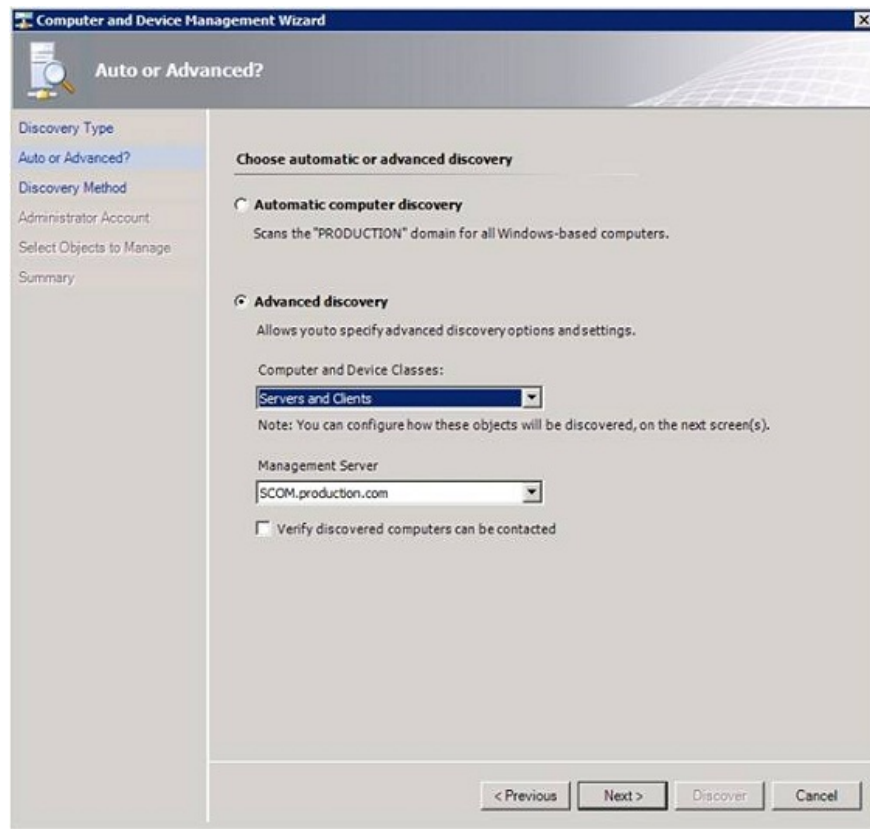 Computer and Device Management Wizard
Auto or Advanced?
Discovery Type
Auto or Advanced?
Discovery Method
Administrator Account
Select Objects to Manage
Summary
Choose automatic or advanced discovery
Automatic computer discovery
Scans the "PRODUCTION" domain for all Windows-based computers.
Advanced discovery
Allows youto specify advanced discovery options and settings.
Computer and Device Classes:
Servers and Clients
Note: You can configure how these objects will be discovered, on the next screen(s).
Management Server
SCOM.production.com
Verify discovered computers can be contacted
< Previous
Next >
Discover
Cancel